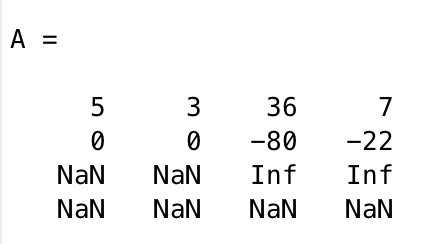 A =
5 3 36 7
0 0 -80 -22
NaN NaN Inf Inf
NaN NaN NaN NaN